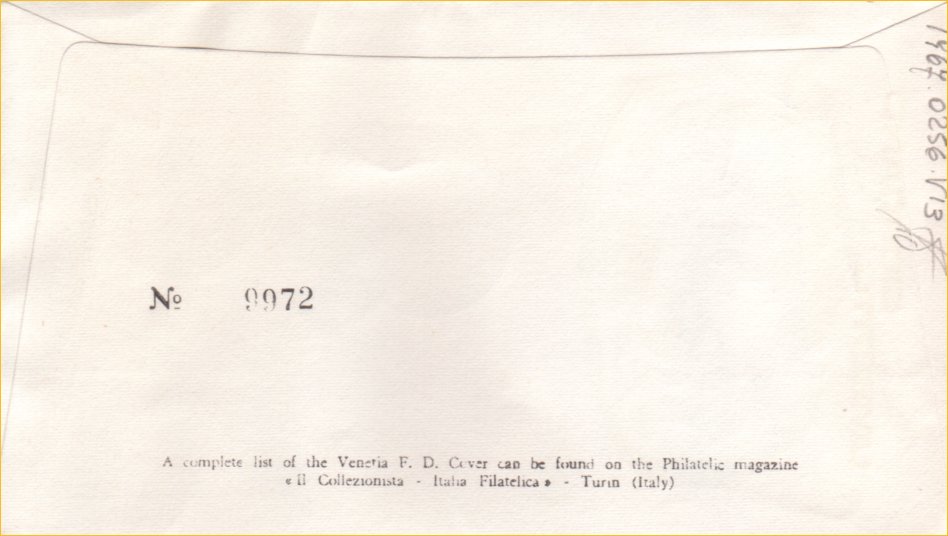 Nº 9972
A complete list of the Venetia F. D. Cover can be found on the Philatelic magazine
« Il Collezionista - Italia Filatelica » - Turin (Italy)
1967.0256.V13